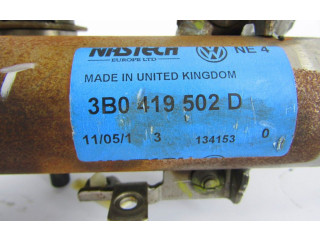 NASTECH NE 4
EUROPE LTD
MADE IN UNITED KINGDOM
3B0 419 502 D
11/05/1 3 134153 0